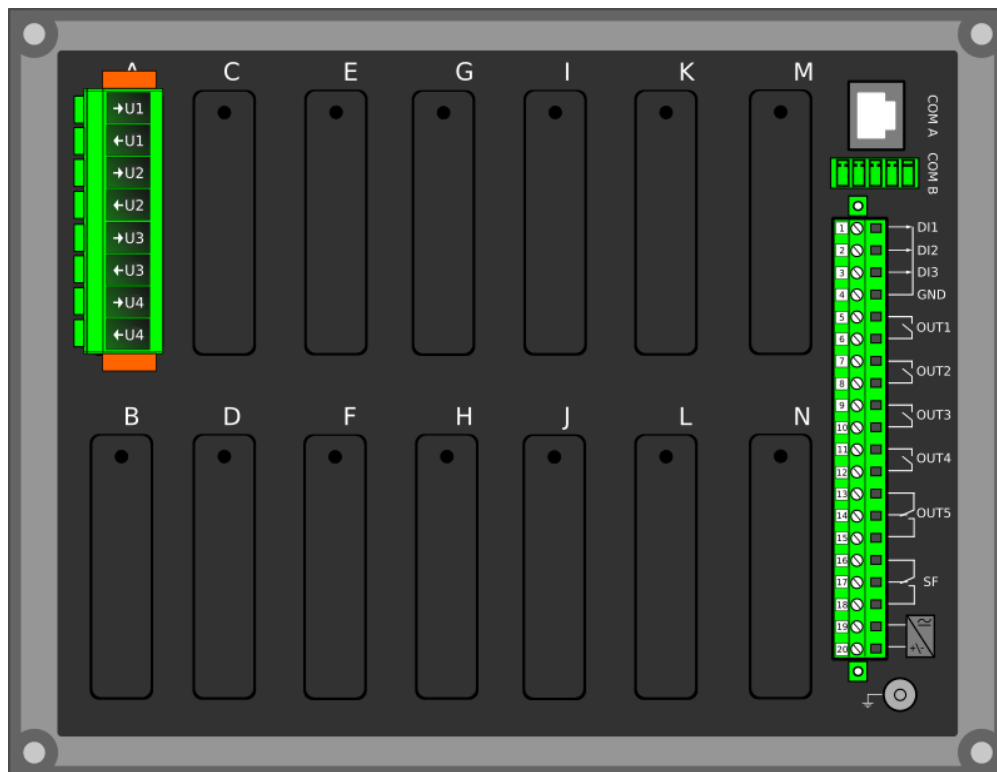 A C E G I K M
→U1
←U1
→U2
←U2
→U3
←U3
→U4
←U4
B D F H J L N
COM A
COM B
1 DI1
2 DI2
3 DI3
4 GND
5
6
OUT1
7
8
OUT2
9
10
OUT3
11
12
OUT4
13
14 OUT5
15
16
17 SF
18
19
20 +/-